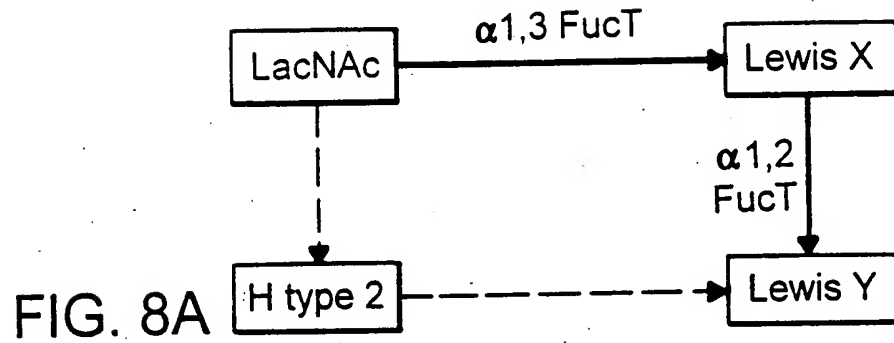 α1,3 FucT
LacNAc
Lewis X
α1,2
FucT
H type 2
Lewis Y
FIG. 8A